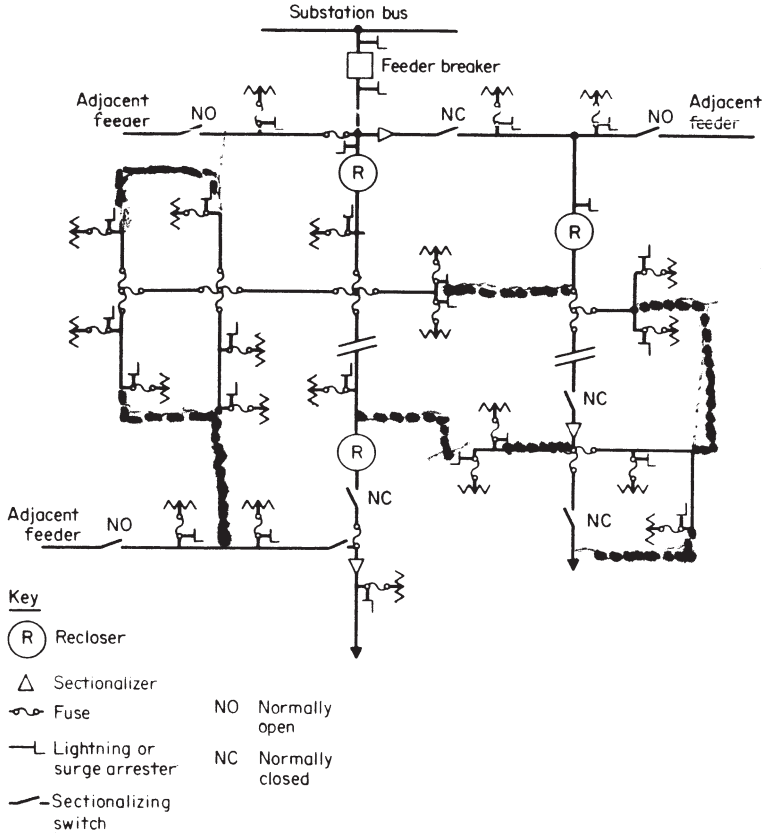 Substation bus
Feeder breaker
Adjacent
feeder
NO
NC
NO
Adjacent
feeder
R
R
NC
R
NC
NC
Adjacent
feeder
NO
Key
R
Recloser
Sectionalizer
Fuse
NO Normally
open
Lightning or
surge arrester
NC Normally
closed
Sectionalizing
switch